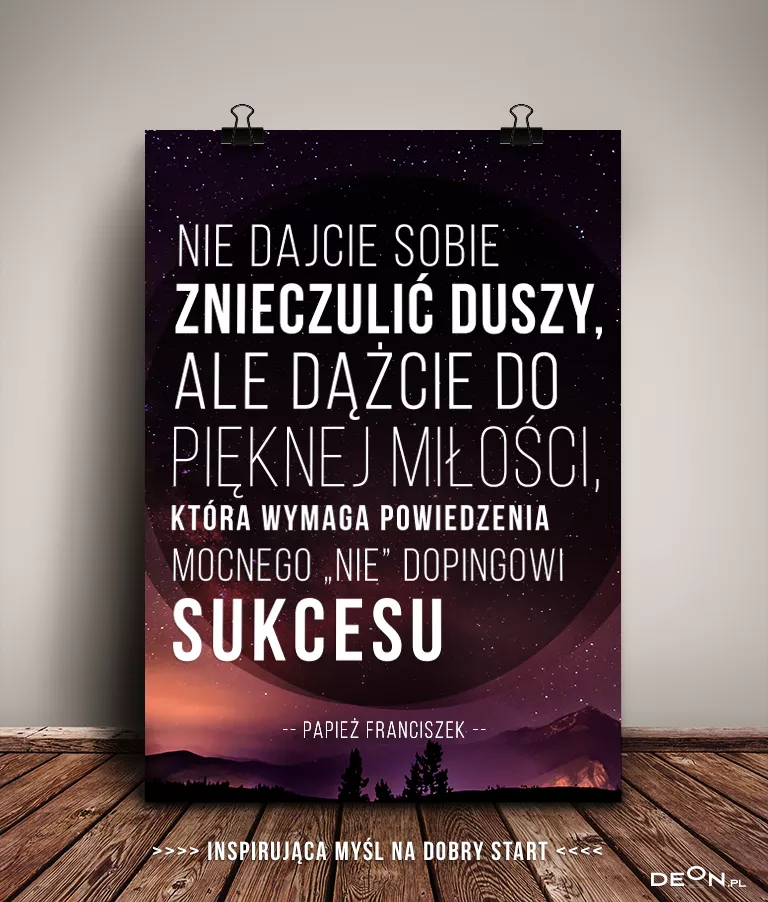 NIE DAJCIE SOBIE
ZNIECZULIĆ DUSZY,
ALE DĄŻCIE DO
PIĘKNEJ MIŁOŚCI,
KTÓRA WYMAGA POWIEDZENIA
MOCNEGO „NIE” DOPINGOWI
SUKCESU
-- PAPIEŻ FRANCISZEK --
>>>> INSPIRUJĄCA MYŚL NA DOBRY START <<<<
DEON.PL